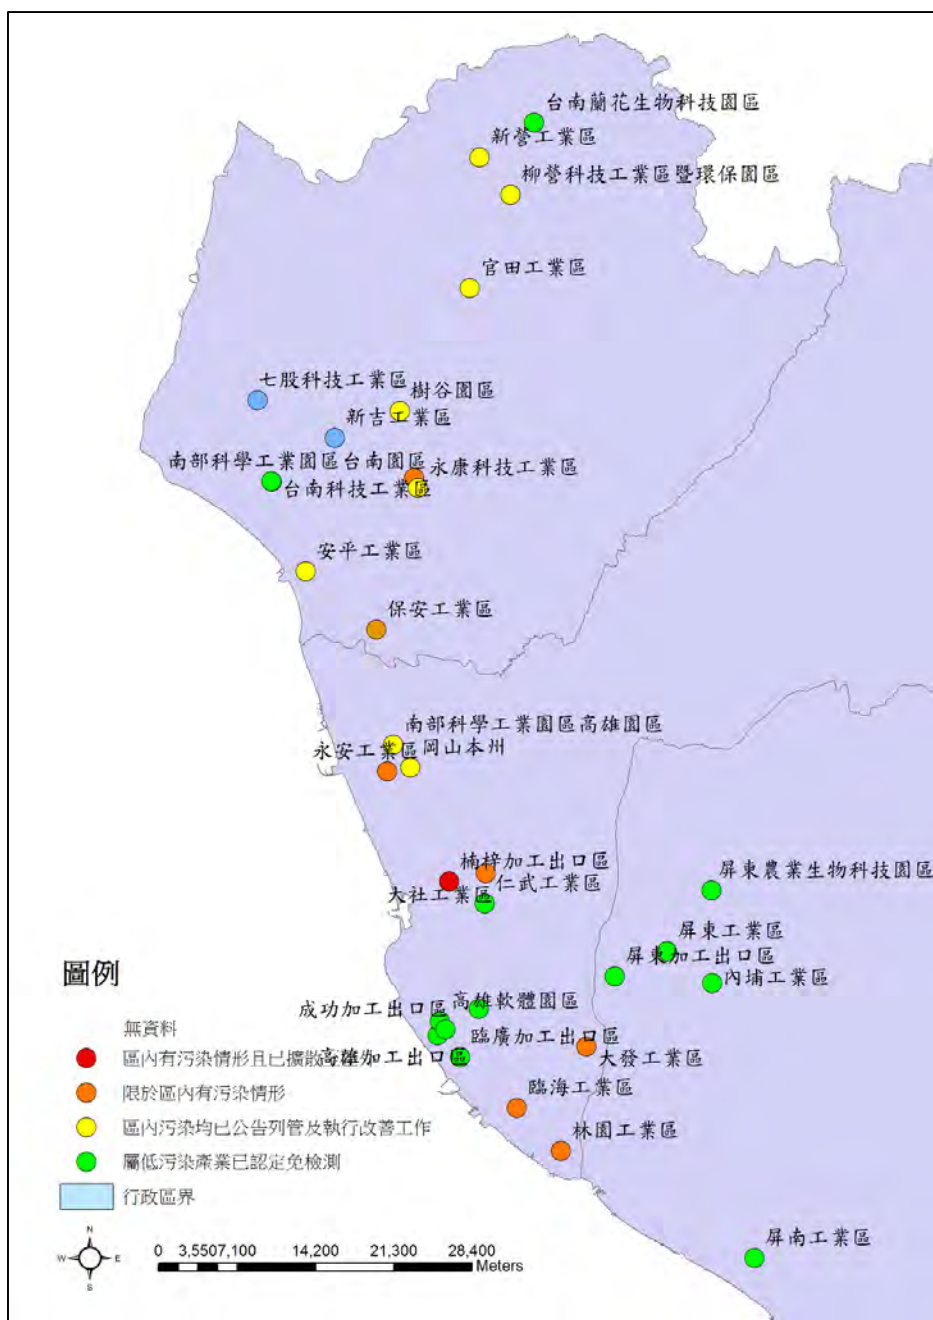 台南蘭花生物科技園區
新營工業區
柳營科技工業區暨環保園區
官田工業區
七股科技工業區
樹谷園區
新吉工業區
南部科學工業園區台南園區
永康科技工業區
台南科技工業區
安平工業區
保安工業區
南部科學工業園區高雄園區
永安工業區
岡山本州
楠梓加工出口區
仁武工業區
大社工業區
屏東農業生物科技園區
屏東工業區
屏東加工出口區
內埔工業區
圖例
成功加工出口區
高雄軟體園區
無資料
臨廣加工出口區
高雄加工出口區
大發工業區
區內有污染情形且已擴散
限於區內有污染情形
臨海工業區
區內污染均已公告列管及執行改善工作
林園工業區
屬低污染產業已認定免檢測
行政區界
屏南工業區
N
W
E
S
0 3,5507,100 14,200 21,300 28,400
Meters